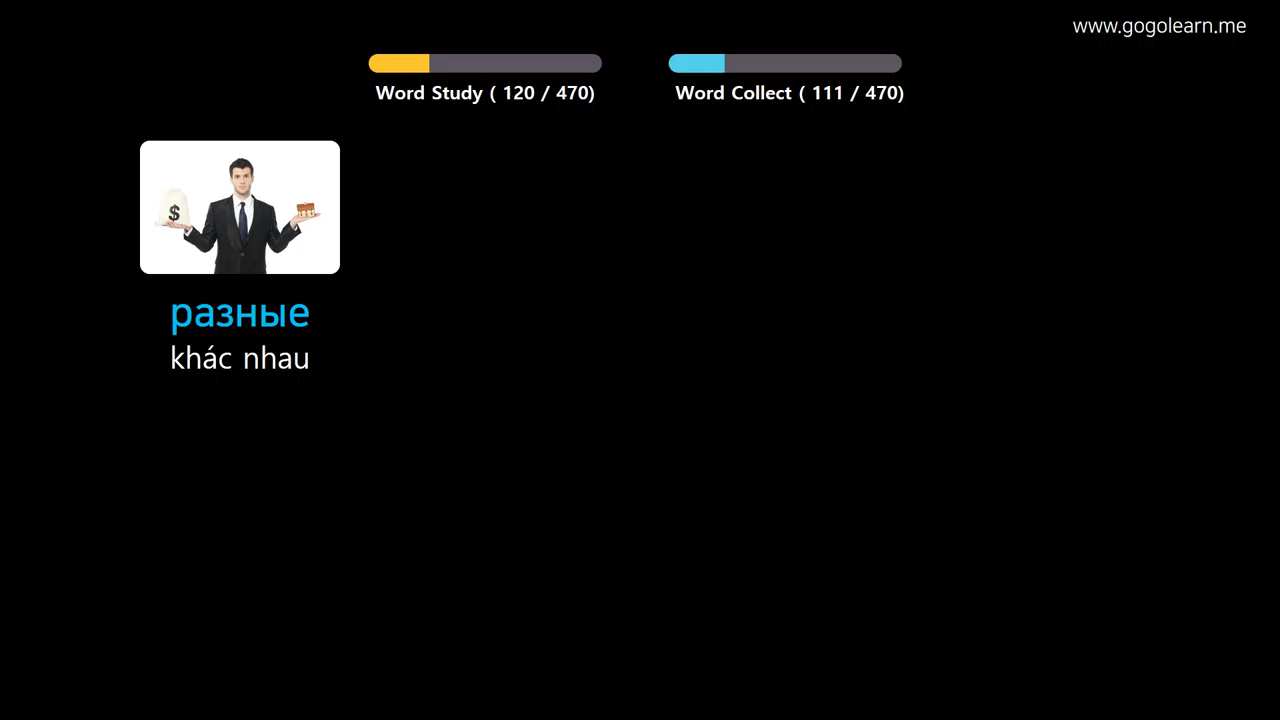 www.gogolearn.me
Word Study ( 120 / 470)
Word Collect ( 111 / 470)
$
разные
khác nhau